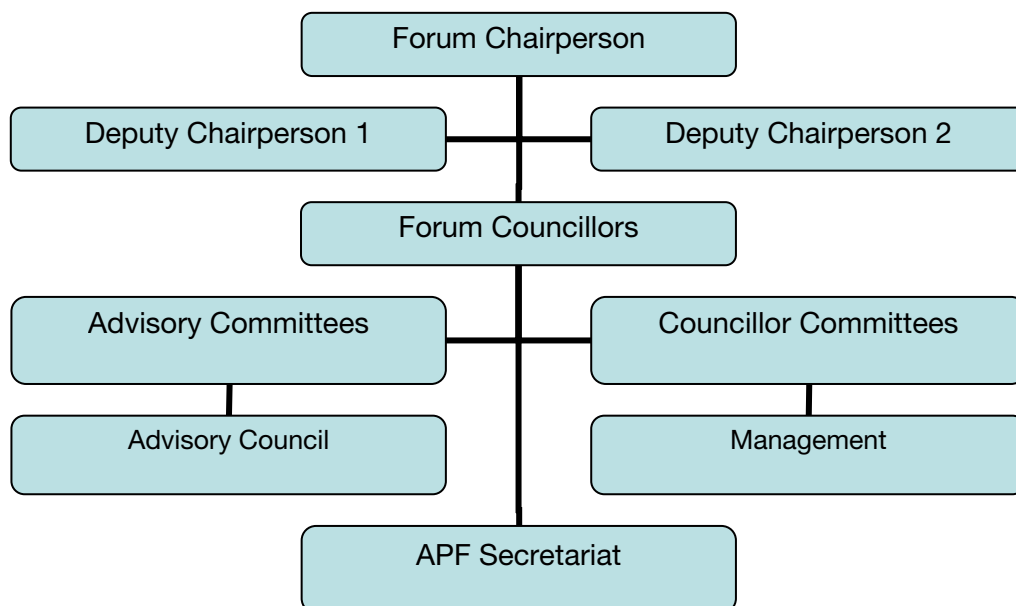 Forum Chairperson
Deputy Chairperson 1
Deputy Chairperson 2
Forum Councillors
Advisory Committees
Councillor Committees
Advisory Council
Management
APF Secretariat